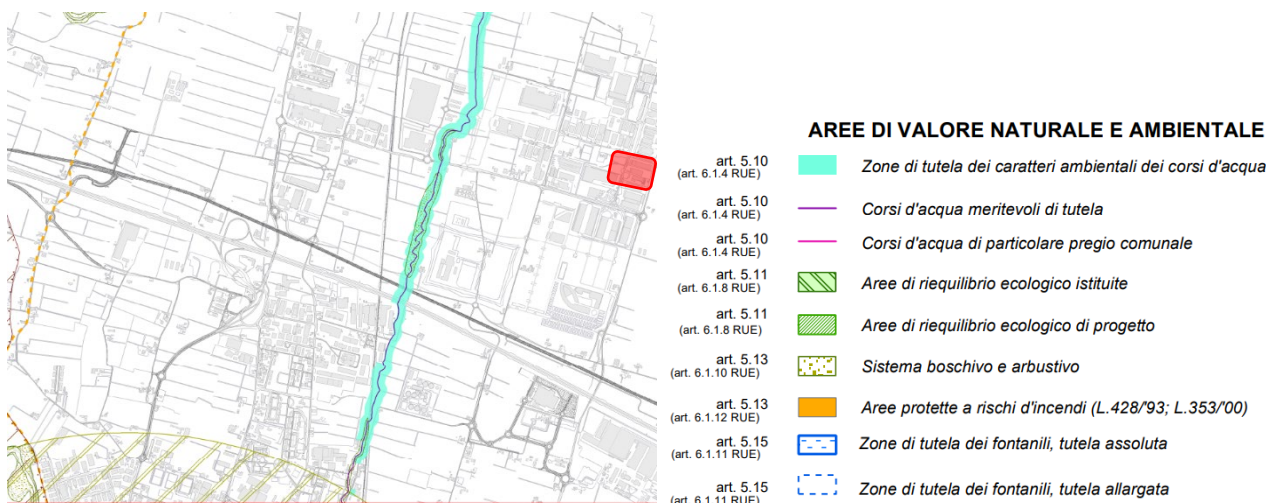 AREE DI VALORE NATURALE E AMBIENTALE
art. 5.10
(art. 6.1.4 RUE)
Zone di tutela dei caratteri ambientali dei corsi d'acqua
art. 5.10
(art. 6.1.4 RUE)
Corsi d'acqua meritevoli di tutela
art. 5.10
(art. 6.1.4 RUE)
Corsi d'acqua di particolare pregio comunale
art. 5.11
(art. 6.1.8 RUE)
Aree di riequilibrio ecologico istituite
art. 5.11
(art. 6.1.8 RUE)
Aree di riequilibrio ecologico di progetto
art. 5.13
(art. 6.1.10 RUE)
Sistema boschivo e arbustivo
art. 5.13
(art. 6.1.12 RUE)
Aree protette a rischi d'incendi (L.428/'93; L.353/'00)
art. 5.15
(art. 6.1.11 RUE)
Zone di tutela dei fontanili, tutela assoluta
art. 5.15
(art. 6.1.11 RUE)
Zone di tutela dei fontanili, tutela allargata